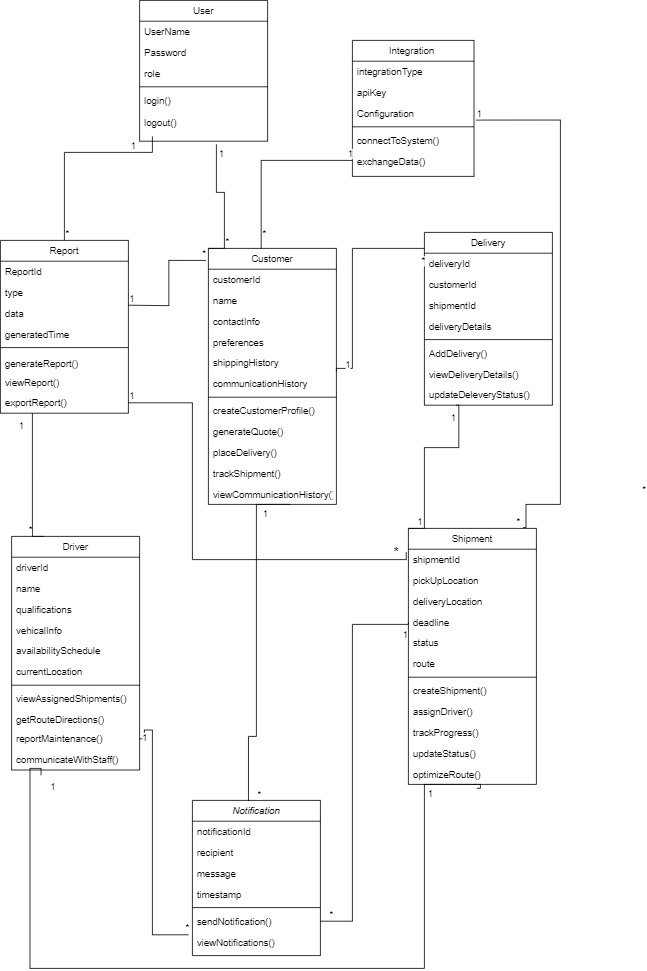 User
UserName
Password
role
login()
logout()
1
1
*
*
Integration
integrationType
apiKey
Configuration
connectToSystem()
exchangeData()
1
1
*
Report
ReportId
type
data
generatedTime
generateReport()
viewReport()
exportReport()
1
1
1
*
Customer
customerId
name
contactInfo
preferences
shippingHistory
communicationHistory
createCustomerProfile()
generateQuote()
placeDelivery()
trackShipment()
viewCommunicationHistory(
1
1
Delivery
*
deliveryId
customerId
shipmentId
deliveryDetails
AddDelivery()
viewDeliveryDetails()
updateDeleveryStatus()
1
*
*
Driver
driverId
name
qualifications
vehicalInfo
availabilitySchedule
currentLocation
viewAssignedShipments()
getRouteDirections()
reportMaintenance()
communicateWithStaff()
1
1
1
*
*
Shipment
shipmentId
pickUpLocation
deliveryLocation
deadline
status
route
createShipment()
assignDriver()
trackProgress()
updateStatus()
optimizeRoute()
1
1
*
Notification
notificationId
recipient
message
timestamp
sendNotification()
viewNotifications()
*
*